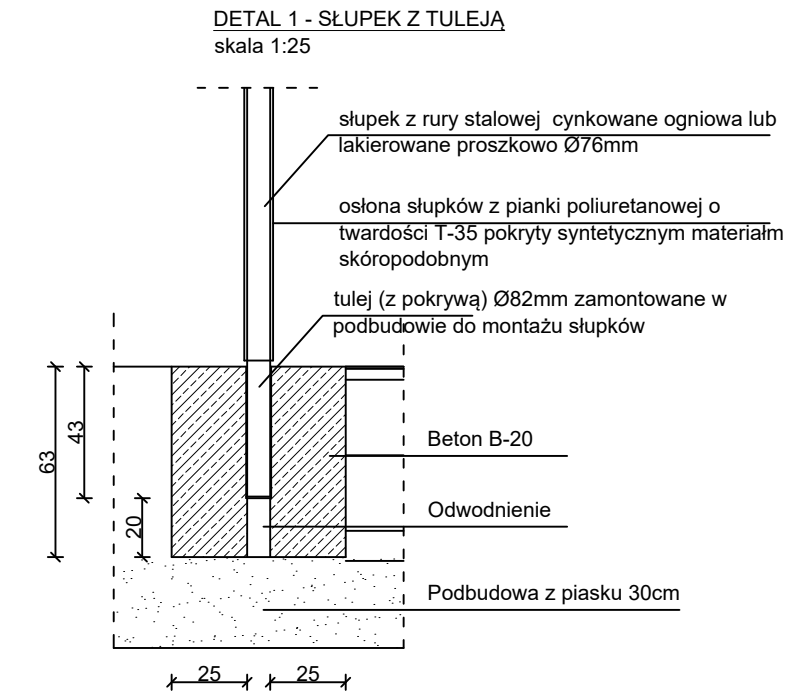 DETAL 1 - SŁUPEK Z TULEJĄ
skala 1:25
słupek z rury stalowej cynkowane ogniowa lub
lakierowane proszkowo Ø76mm
osłona słupków z pianki poliuretanowej o
twardości T-35 pokryty syntetycznym materiałm
skóropodobnym
tulej (z pokrywą) Ø82mm zamontowane w
podbudowie do montażu słupków
63
43
20
Beton B-20
Odwodnienie
Podbudowa z piasku 30cm
25
25